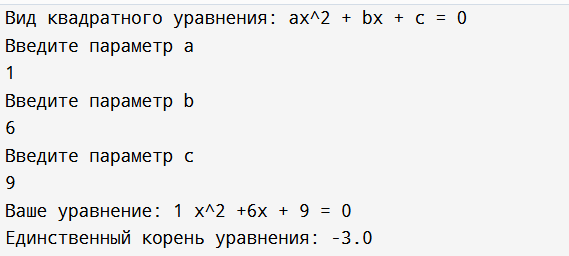 Вид квадратного уравнения: ax^2 + bx + c = 0
Введите параметр a
1
Введите параметр b
6
Введите параметр c
9
Ваше уравнение: 1 x^2 +6x + 9 = 0
Единственный корень уравнения: -3.0